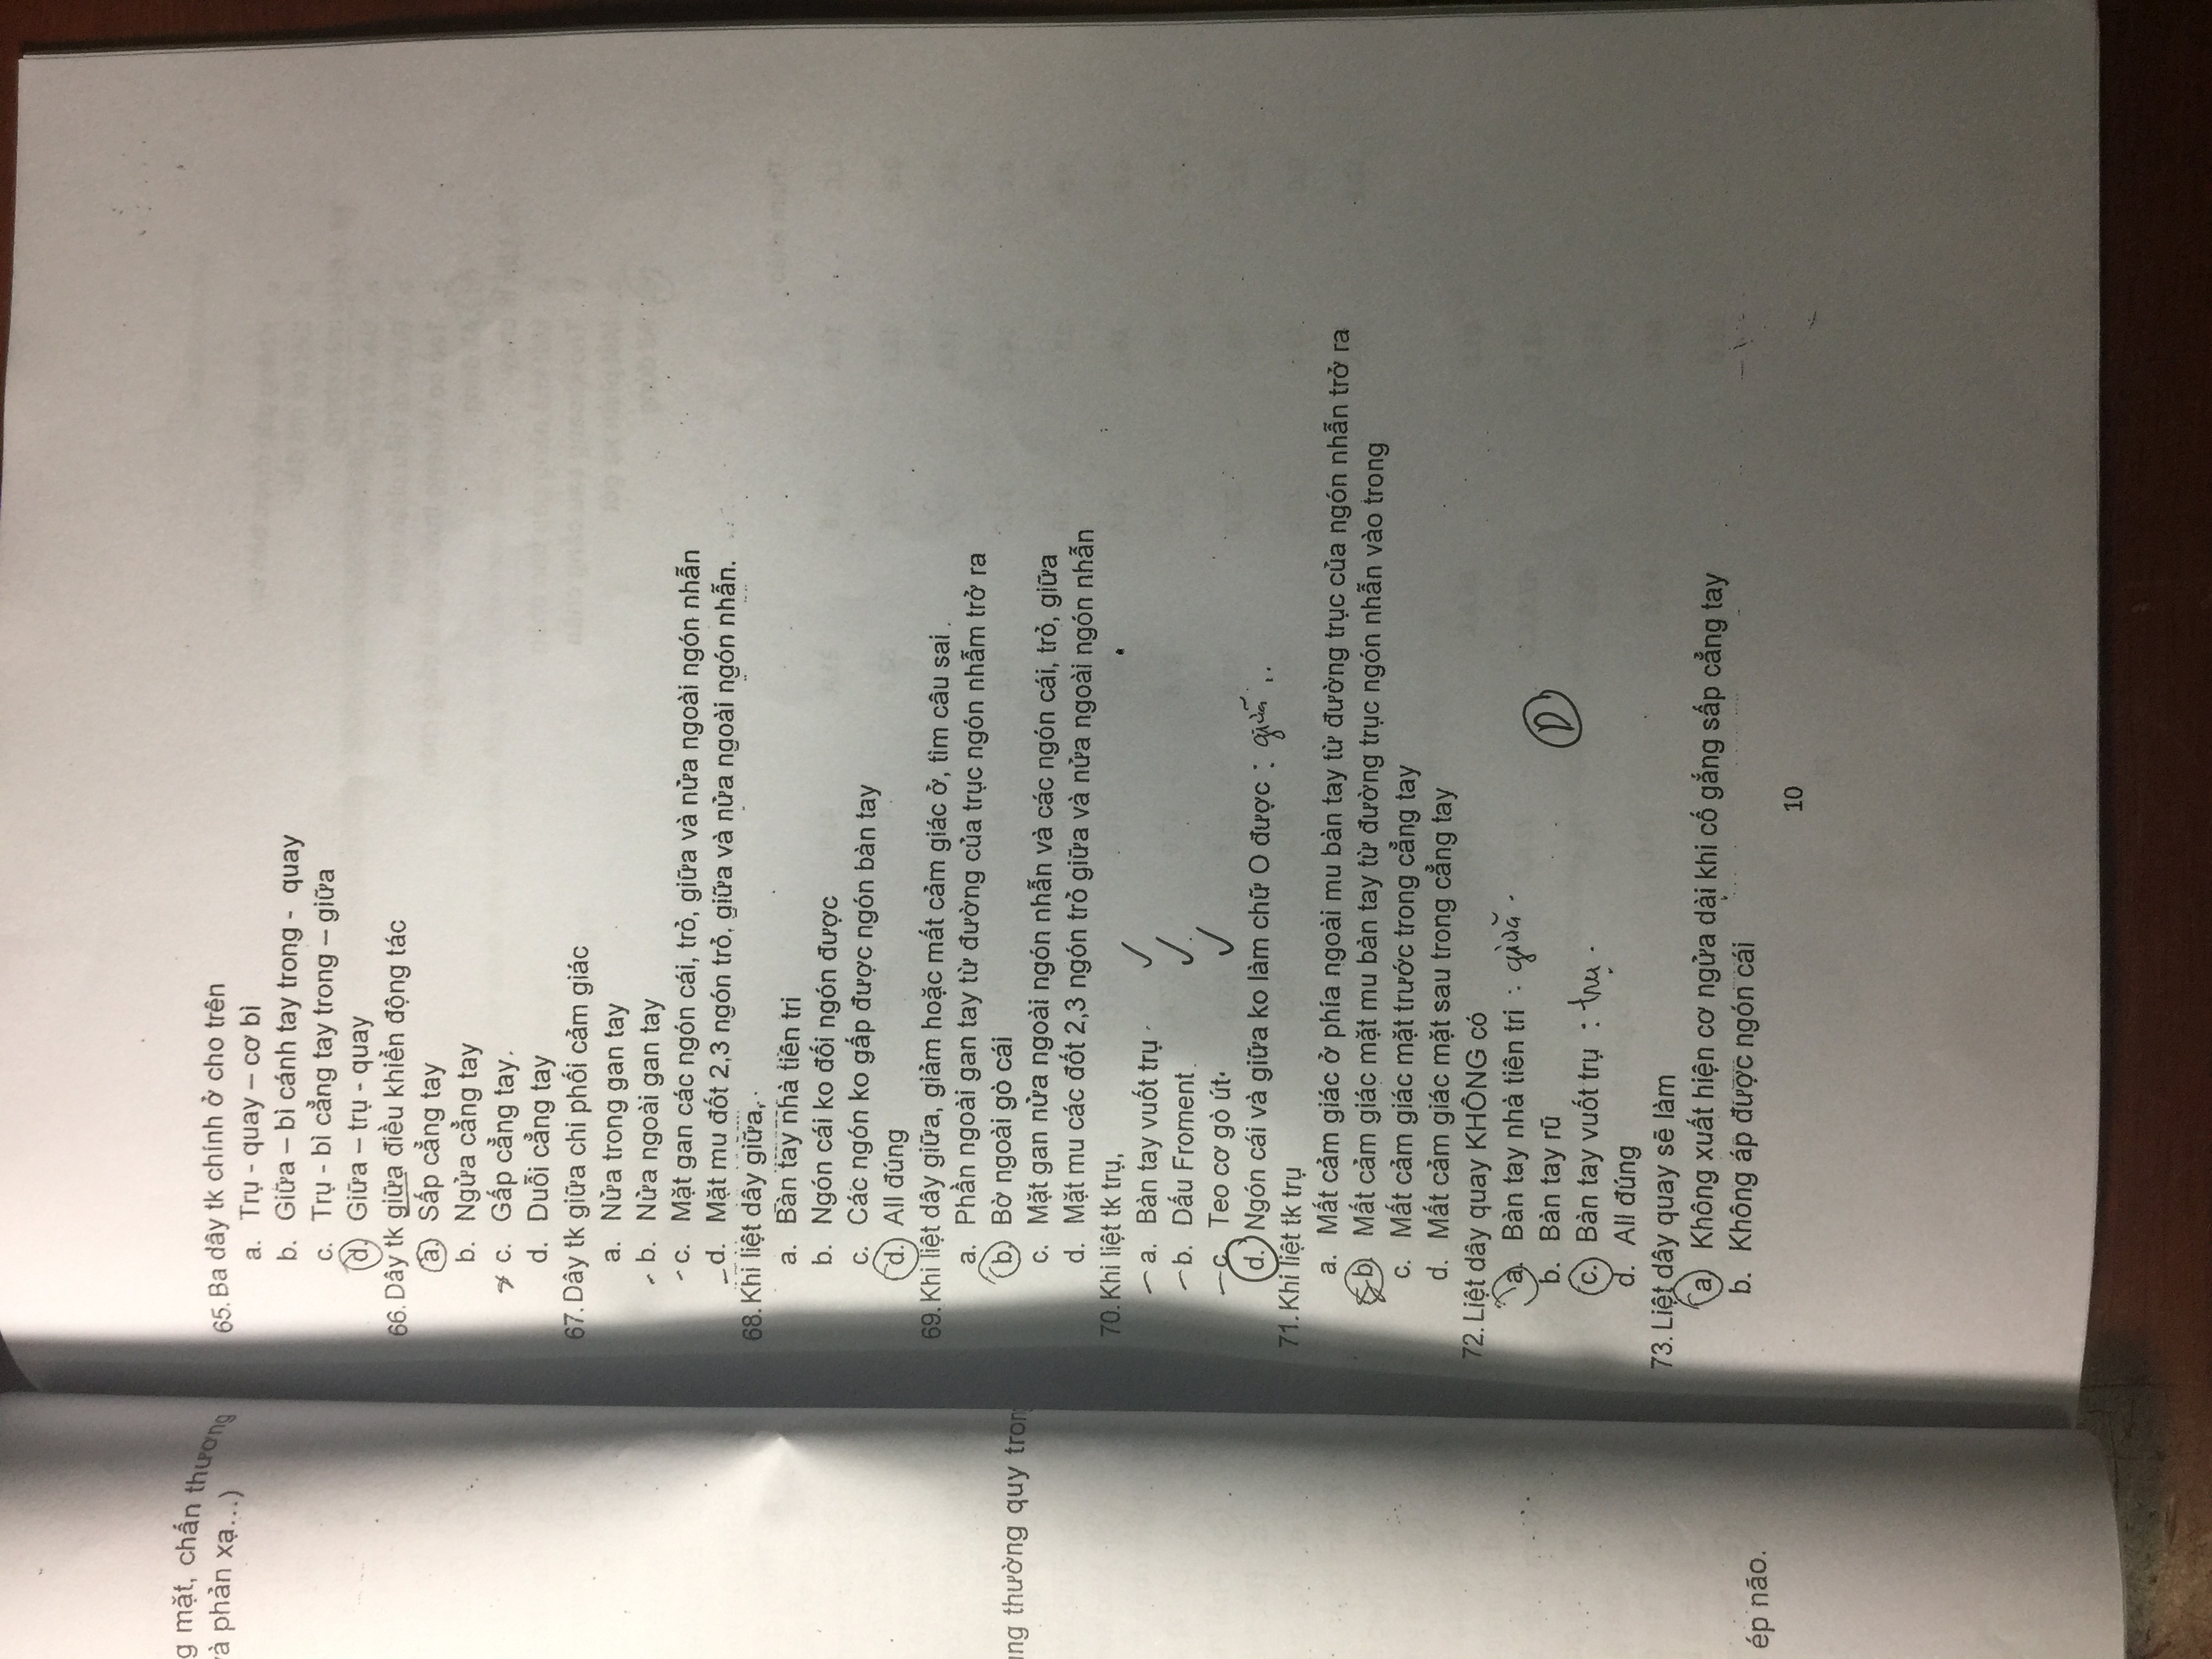 g mặt, chấn thương
và phản xạ...)
ung thường quy trong
ép não.
65. Ba dây tk chính ở cho trên
a. Trụ - quay – cơ bì
b. Giữa – bì cánh tay trong - quay
c. Trụ - bì cẳng tay trong – giữa
d. Giữa – trụ - quay
66. Dây tk giữa điều khiển động tác
a. Sấp cẳng tay
b. Ngửa cẳng tay
c. Gấp cẳng tay.
d. Duỗi cẳng tay
67. Dây tk giữa chi phối cảm giác
a. Nửa trong gan tay
b. Nửa ngoài gan tay
c. Mặt gan các ngón cái, trỏ, giữa và nửa ngoài ngón nhẫn
d. Mặt mu đốt 2,3 ngón trỏ, giữa và nửa ngoài ngón nhẫn.
68. Khi liệt dây giữa,
a. Bàn tay nhà tiên tri
b. Ngón cái ko đối ngón được
c. Các ngón ko gấp được ngón bàn tay
d. All đúng
69. Khi liệt dây giữa, giảm hoặc mất cảm giác ở, tìm câu sai .
a. Phần ngoài gan tay từ đường của trục ngón nhẫm trở ra
b. Bờ ngoài gò cái
c. Mặt gan nửa ngoài ngón nhẫn và các ngón cái, trỏ, giữa
d. Mặt mu các đốt 2,3 ngón trỏ giữa và nửa ngoài ngón nhẫn
70. Khi liệt tk trụ,
a. Bàn tay vuốt trụ ✓
b. Dấu Froment ✓
c. Teo cơ gò út ✓
d. Ngón cái và giữa ko làm chữ O được : giữa
71. Khi liệt tk trụ
a. Mất cảm giác ở phía ngoài mu bàn tay từ đường trục của ngón nhẫn trở ra
b. Mất cảm giác mặt mu bàn tay từ đường trục ngón nhẫn vào trong
c. Mất cảm giác mặt trước trong cẳng tay
d. Mất cảm giác mặt sau trong cẳng tay
72. Liệt dây quay KHÔNG có
a. Bàn tay nhà tiên tri : giữa
b. Bàn tay rũ
D
c. Bàn tay vuốt trụ : trụ
d. All đúng
73. Liệt dây quay sẽ làm
a. Không xuất hiện cơ ngửa dài khi cố gắng sấp cẳng tay
b. Không áp được ngón cái
10